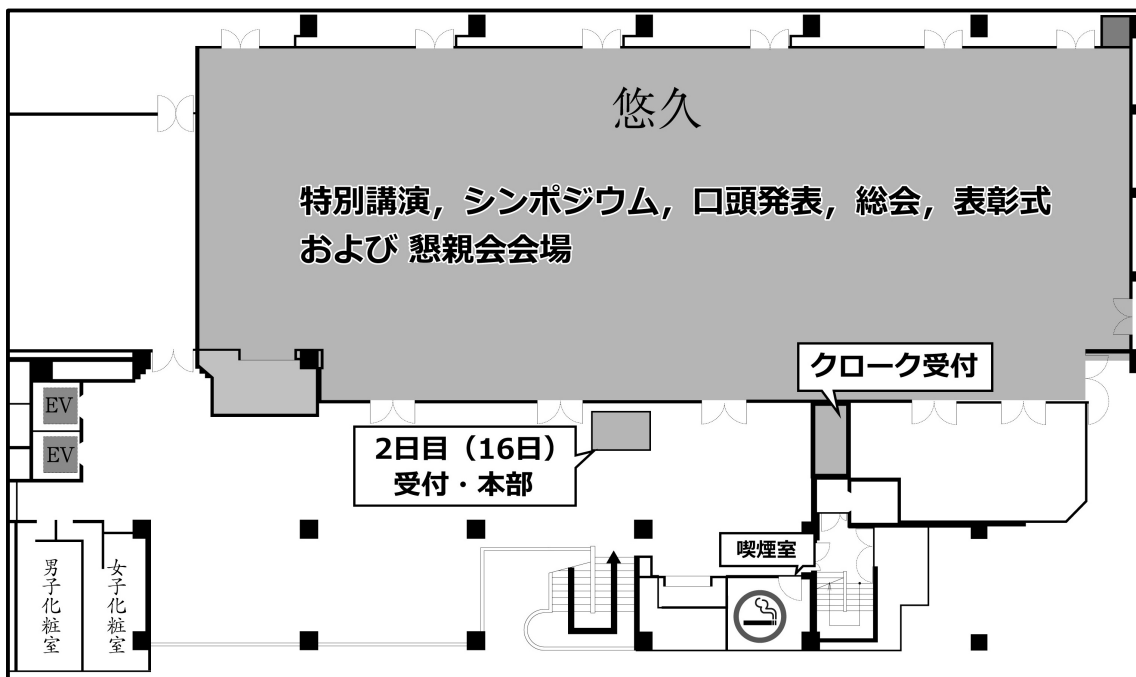 悠久
特別講演，シンポジウム，口頭発表，総会，表彰式
および 懇親会会場
クローク受付
EV
EV
2日目（16日）
受付・本部
喫煙室
男子化粧室
女子化粧室